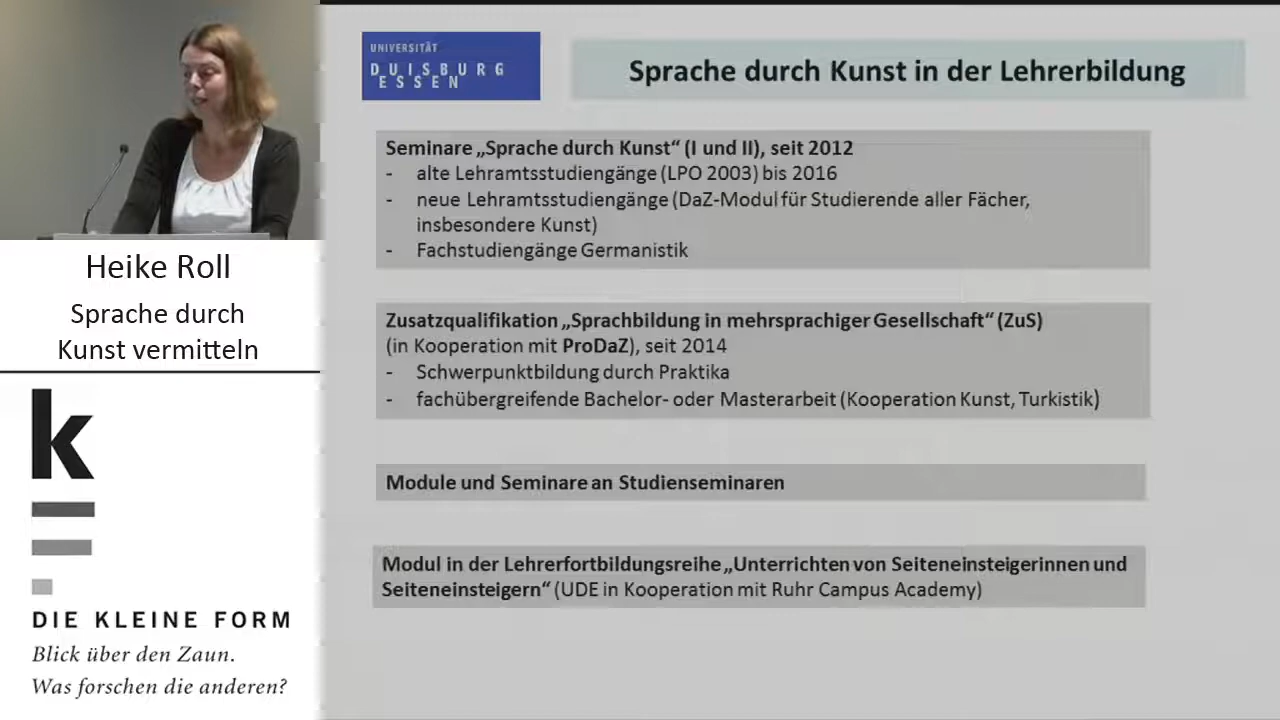 Heike Roll
Sprache durch
Kunst vermitteln
k
DIE KLEINE FORM
Blick über den Zaun.
Was forschen die anderen?
UNIVERSITÄT
DUISBURG
ESSEN
Sprache durch Kunst in der Lehrerbildung
Seminare „Sprache durch Kunst“ (I und II), seit 2012
- alte Lehramtsstudiengänge (LPO 2003) bis 2016
- neue Lehramtsstudiengänge (DaZ-Modul für Studierende aller Fächer,
insbesondere Kunst)
- Fachstudiengänge Germanistik
Zusatzqualifikation „Sprachbildung in mehrsprachiger Gesellschaft“ (ZuS)
(in Kooperation mit ProDaZ), seit 2014
- Schwerpunktbildung durch Praktika
- fachübergreifende Bachelor- oder Masterarbeit (Kooperation Kunst, Turkistik)
Module und Seminare an Studienseminaren
Modul in der Lehrerfortbildungsreihe „Unterrichten von Seiteneinsteigerinnen und
Seiteneinsteigern“ (UDE in Kooperation mit Ruhr Campus Academy)